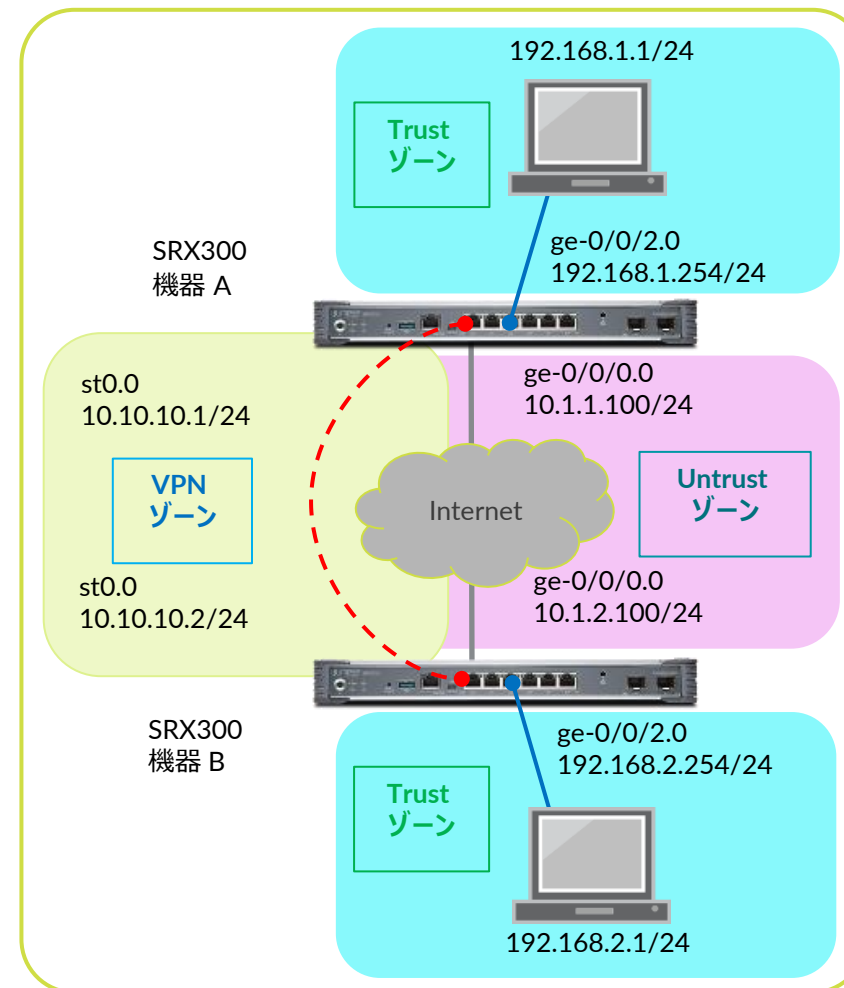 192.168.1.1/24
Trust
ゾーン
SRX300
機器 A
ge-0/0/2.0
192.168.1.254/24
st0.0
10.10.10.1/24
ge-0/0/0.0
10.1.1.100/24
VPN
ゾーン
Internet
Untrust
ゾーン
st0.0
10.10.10.2/24
ge-0/0/0.0
10.1.2.100/24
SRX300
機器 B
ge-0/0/2.0
192.168.2.254/24
Trust
ゾーン
192.168.2.1/24